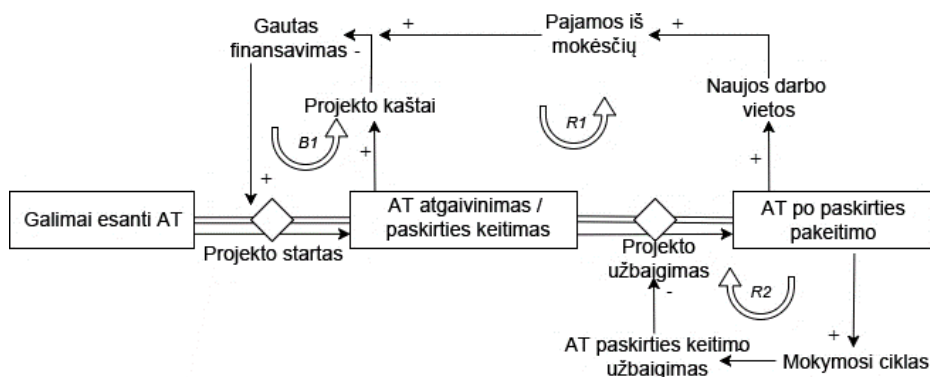 Gautas
finansavimas
-
+
Pajamos iš
mokėsčių
+
Naujos darbo
vietos
Projekto kaštai
B1
R1
+
+
+
Galimai esanti AT
AT atgaivinimas /
paskirties keitimas
AT po paskirties
pakeitimo
Projekto startas
Projekto
užbaigimas
-
R2
+
AT paskirties keitimo
užbaigimas
-
Mokymosi ciklas